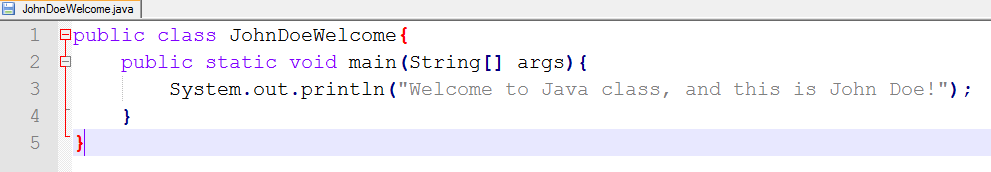 JohnDoeWelcome.java
1 public class JohnDoeWelcome{
2     public static void main(String[] args){
3         System.out.println("Welcome to Java class, and this is John Doe!");
4     }
5 }